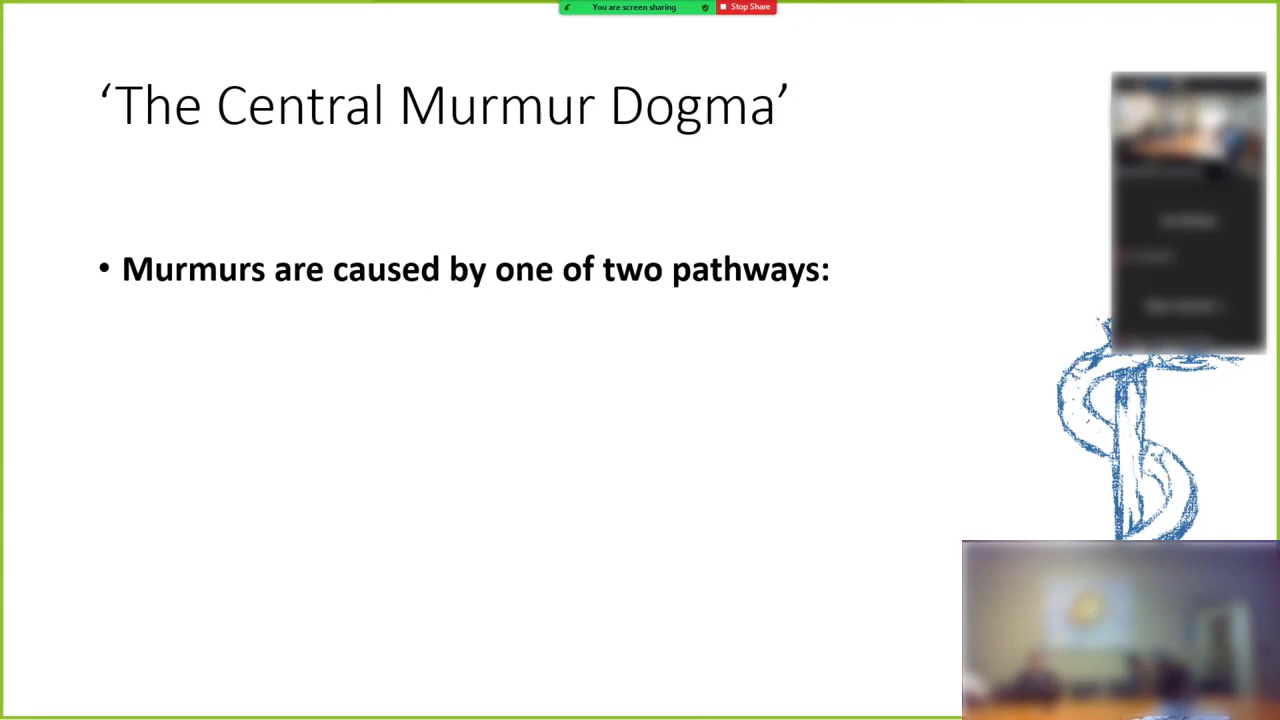 You are screen sharing
Stop Share
‘The Central Murmur Dogma’
• Murmurs are caused by one of two pathways: